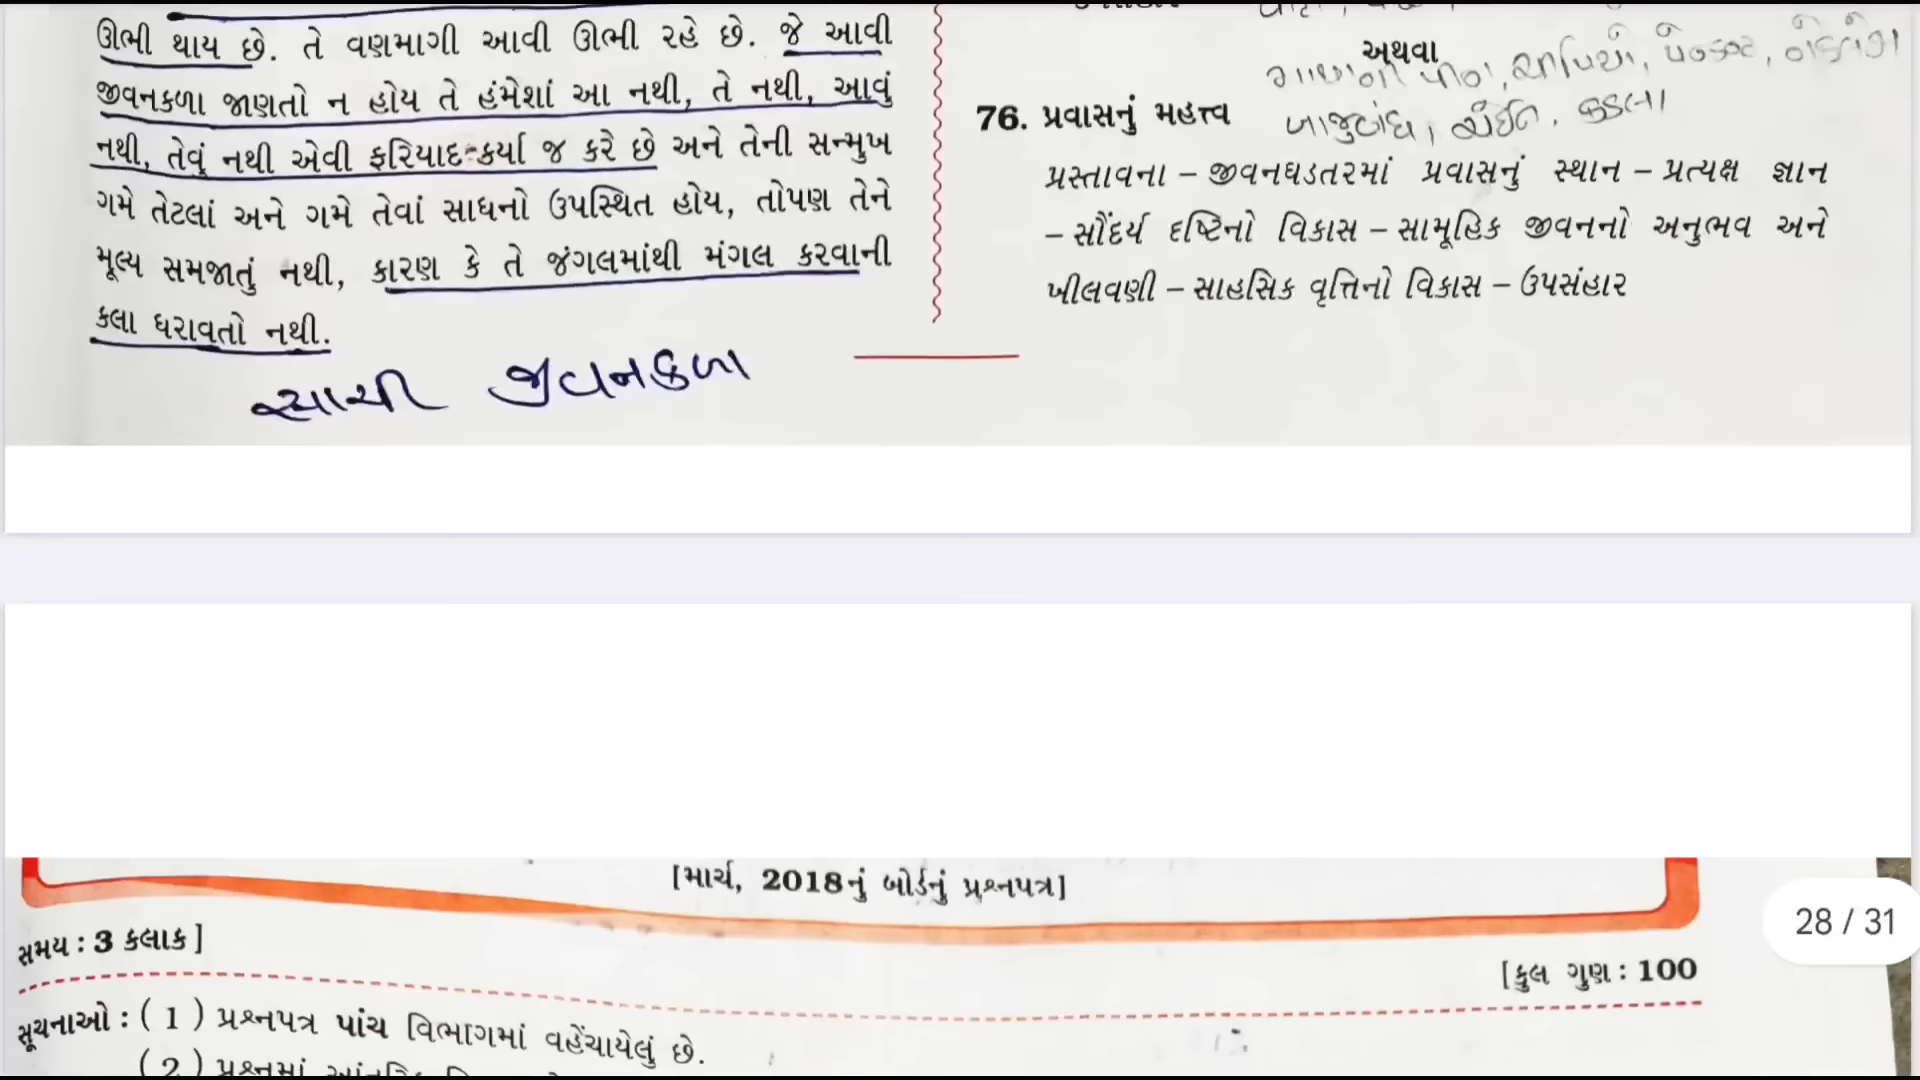 ઊભી થાય છે. તે વણમાગી આવી ઊભી રહે છે. જે આવી
જીવનકળા જાણતો ન હોય તે હંમેશાં આ નથી, તે નથી, આવું
નથી, તેવું નથી એવી ફરિયાદ કર્યા જ કરે છે અને તેની સન્મુખ
ગમે તેટલાં અને ગમે તેવાં સાધનો ઉપસ્થિત હોય, તોપણ તેને
મૂલ્ય સમજાતું નથી, કારણ કે તે જંગલમાંથી મંગલ કરવાની
કલા ધરાવતો નથી.
સાચી જીવનકળા
અથવા
76. પ્રવાસનું મહત્ત્વ
બાજુબંધ,
પ્રસ્તાવના – જીવનઘડતરમાં પ્રવાસનું સ્થાન – પ્રત્યક્ષ જ્ઞાન
– સૌંદર્ય દૃષ્ટિનો વિકાસ – સામૂહિક જીવનનો અનુભવ અને
ખીલવણી – સાહસિક વૃત્તિનો વિકાસ – ઉપસંહાર
[માર્ચ, 2018નું બોર્ડનું પ્રશ્નપત્ર]
28 / 31
સમય : 3 કલાક]
[કુલ ગુણ : 100
સૂચનાઓ : ( 1 ) પ્રશ્નપત્ર પાંચ વિભાગમાં વહેંચાયેલું છે.
( 2 ) પ્રશ્નમાં